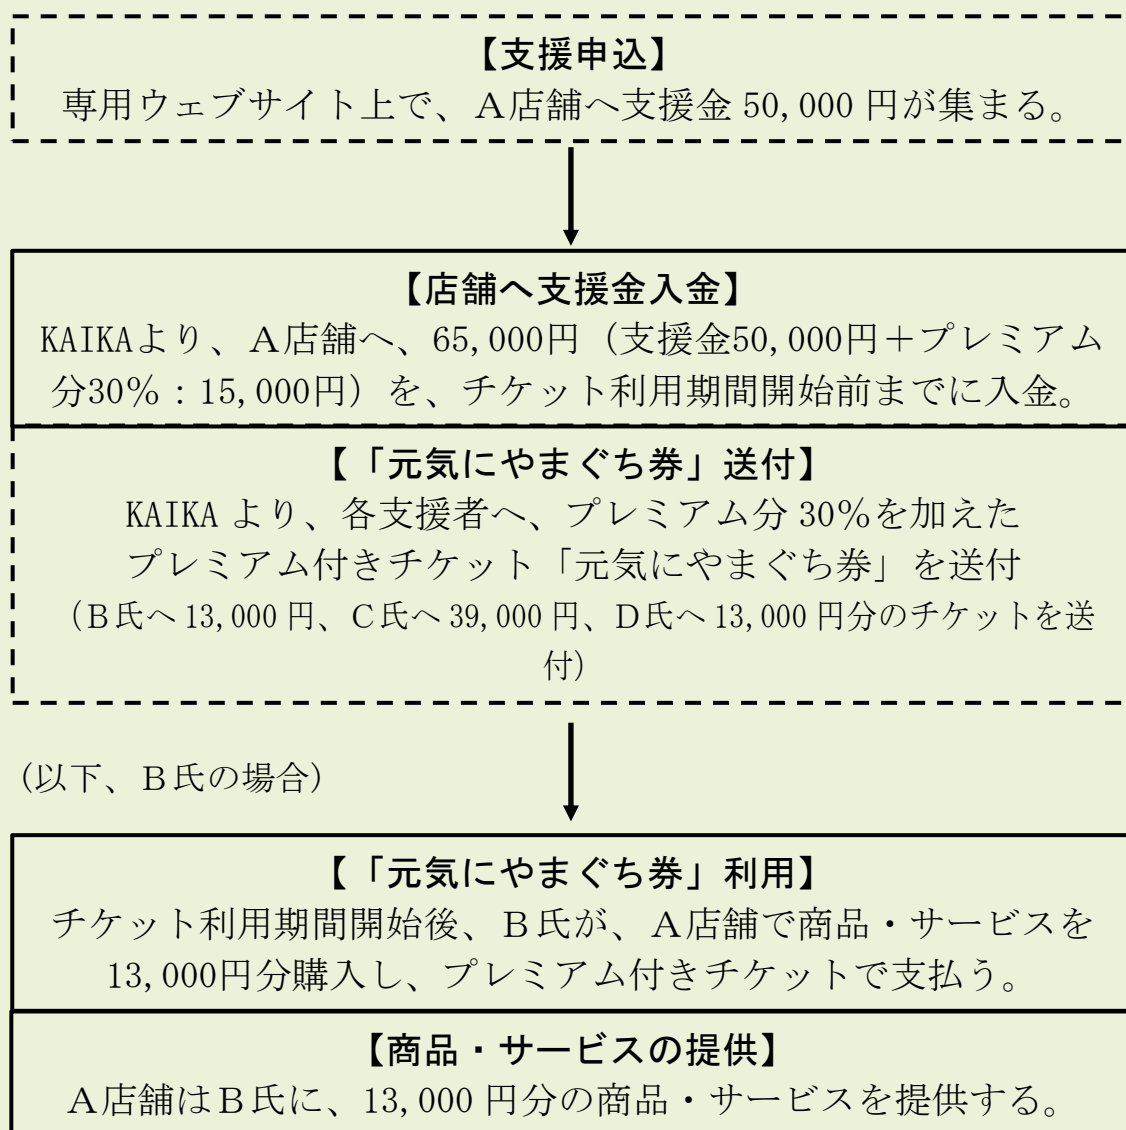 【支援申込】
専用ウェブサイト上で、Ａ店舗へ支援金 50,000 円が集まる。
【店舗へ支援金入金】
KAIKAより、Ａ店舗へ、65,000円（支援金50,000円＋プレミアム
分30％：15,000円）を、チケット利用期間開始前までに入金。
【「元気にやまぐち券」送付】
KAIKA より、各支援者へ、プレミアム分 30％を加えた
プレミアム付きチケット「元気にやまぐち券」を送付
（Ｂ氏へ 13,000 円、Ｃ氏へ 39,000 円、Ｄ氏へ 13,000 円分のチケットを送
付）
（以下、Ｂ氏の場合）
【「元気にやまぐち券」利用】
チケット利用期間開始後、Ｂ氏が、Ａ店舗で商品・サービスを
13,000円分購入し、プレミアム付きチケットで支払う。
【商品・サービスの提供】
Ａ店舗はＢ氏に、13,000 円分の商品・サービスを提供する。